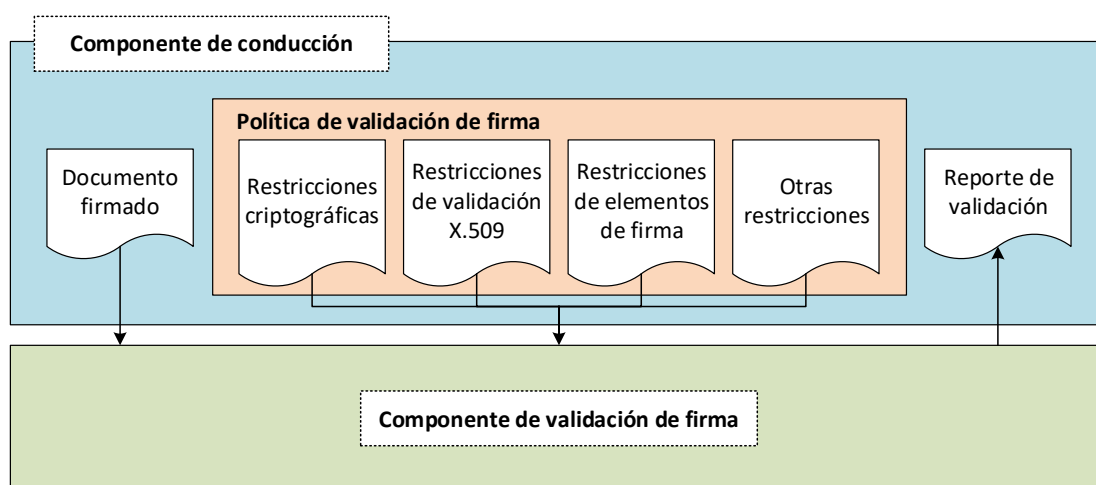 Componente de conducción
Política de validación de firma
Documento
firmado
Restricciones
criptográficas
Restricciones
de validación
X.509
Restricciones
de elementos
de firma
Otras
restricciones
Reporte de
validación
Componente de validación de firma